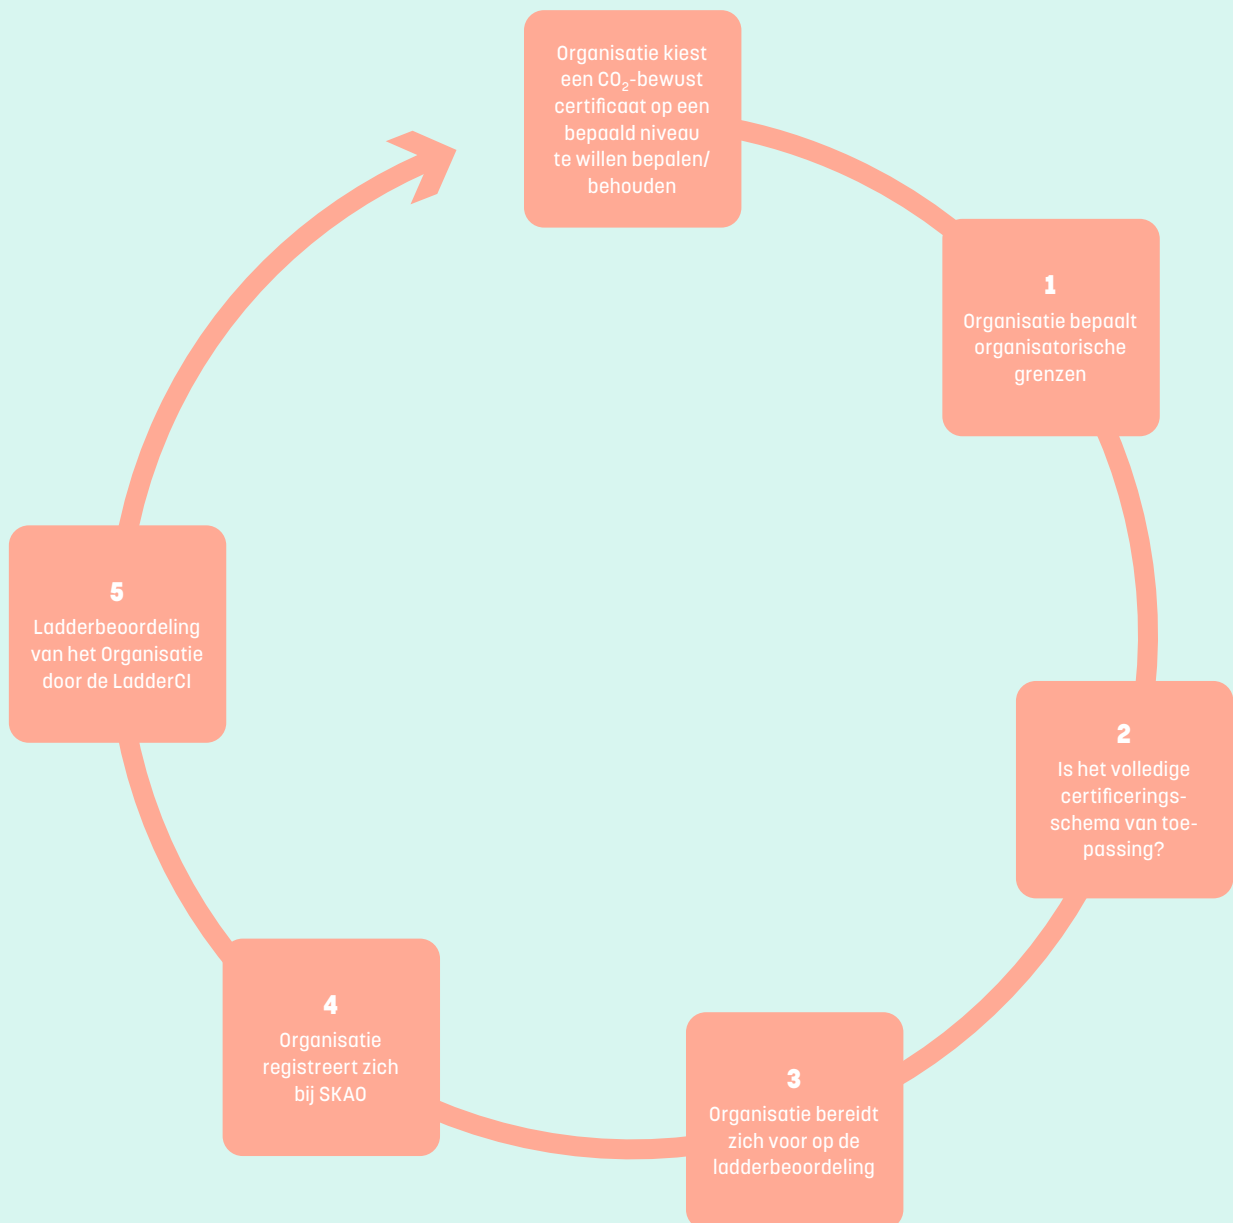 Organisatie kiest
een CO₂-bewust
certificaat op een
bepaald niveau
te willen bepalen/
behouden
1
Organisatie bepaalt
organisatorische
grenzen
2
Is het volledige
certificerings-
schema van toe-
passing?
3
Organisatie bereidt
zich voor op de
ladderbeoordeling
4
Organisatie
registreert zich
bij SKAO
5
Ladderbeoordeling
van het Organisatie
door de LadderCI